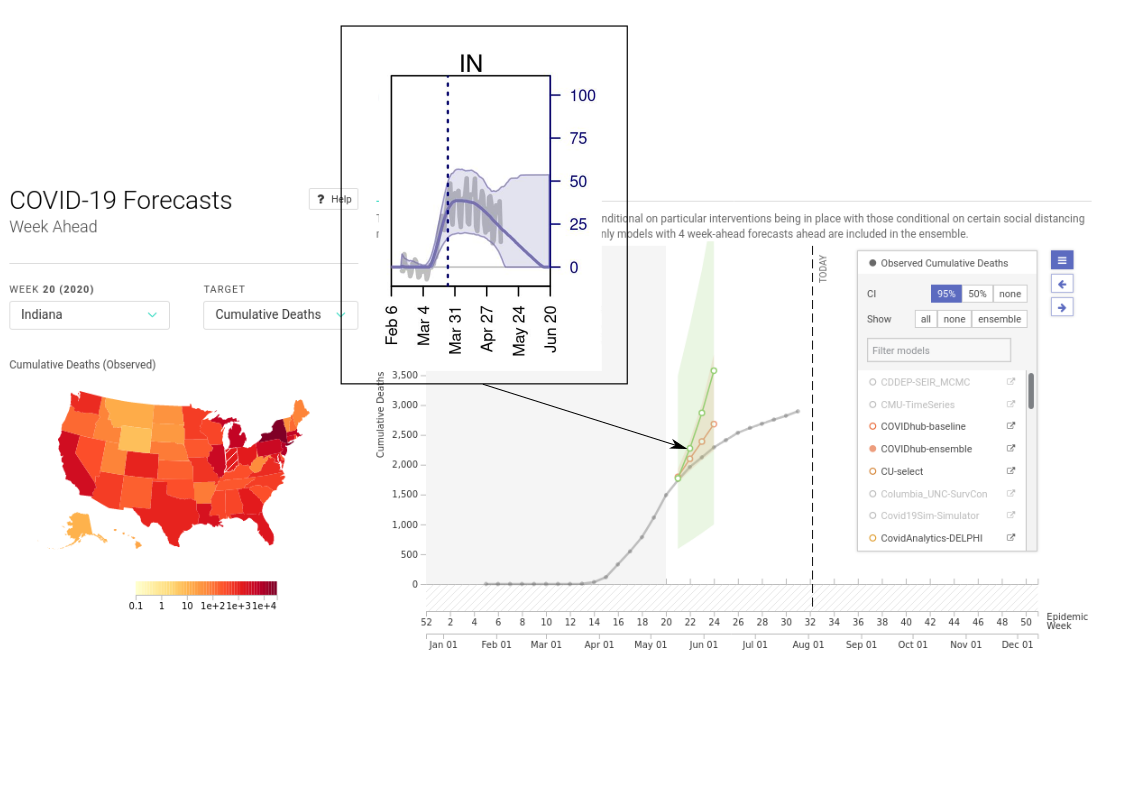 IN
100
75
50
25
0
Feb 6
Mar 4
Mar 31
Apr 27
May 24
Jun 20
COVID-19 Forecasts
? Help
Week Ahead
nditional on particular interventions being in place with those conditional on certain social distancing
nly models with 4 week-ahead forecasts ahead are included in the ensemble.
WEEK 20 (2020)
TARGET
Indiana
Cumulative Deaths
Cumulative Deaths (Observed)
0.1 1 10 1e+2 1e+3 1e+4
Cumulative Deaths
3,500
3,000
2,500
2,000
1,500
1,000
500
0
TODAY
52 2 4 6 8 10 12 14 16 18 20 22 24 26 28 30 32 34 36 38 40 42 44 46 48 50
Epidemic
Week
Jan 01 Feb 01 Mar 01 Apr 01 May 01 Jun 01 Jul 01 Aug 01 Sep 01 Oct 01 Nov 01 Dec 01
Observed Cumulative Deaths
CI 95% 50% none
Show all none ensemble
Filter models
CDDEP-SEIR_MCMC
CMU-TimeSeries
COVIDhub-baseline
COVIDhub-ensemble
CU-select
Columbia_UNC-SurvCon
Covid19Sim-Simulator
CovidAnalytics-DELPHI